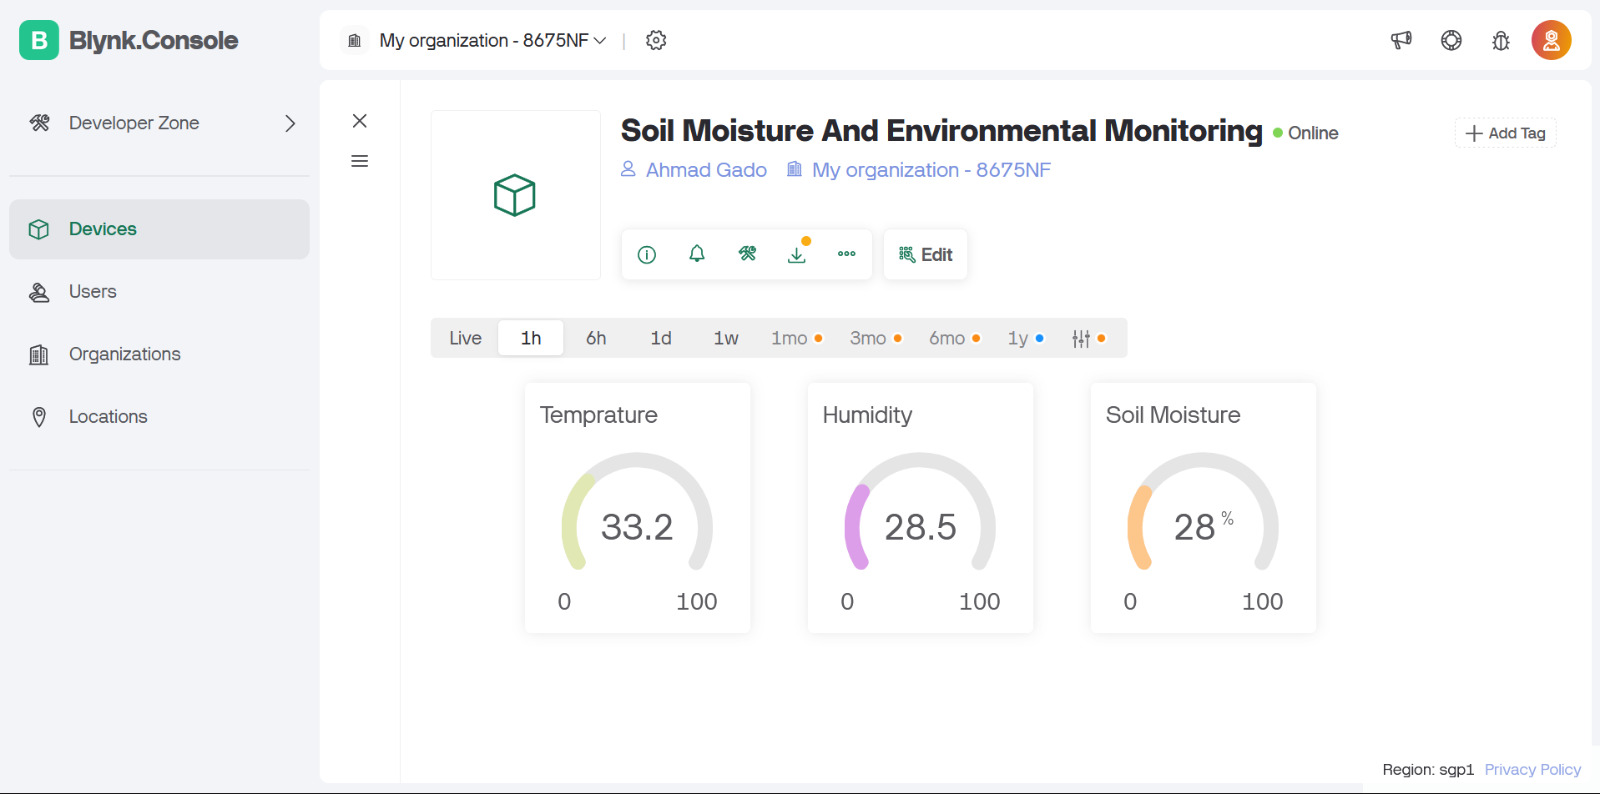 B Blynk.Console
My organization - 8675NF
Developer Zone
Devices
Users
Organizations
Locations
Soil Moisture And Environmental Monitoring Online
Add Tag
Ahmad Gado My organization - 8675NF
Edit
Live 1h 6h 1d 1w 1mo 3mo 6mo 1y
Temprature
33.2
0 100
Humidity
28.5
0 100
Soil Moisture
28 %
0 100
Region: sgp1 Privacy Policy